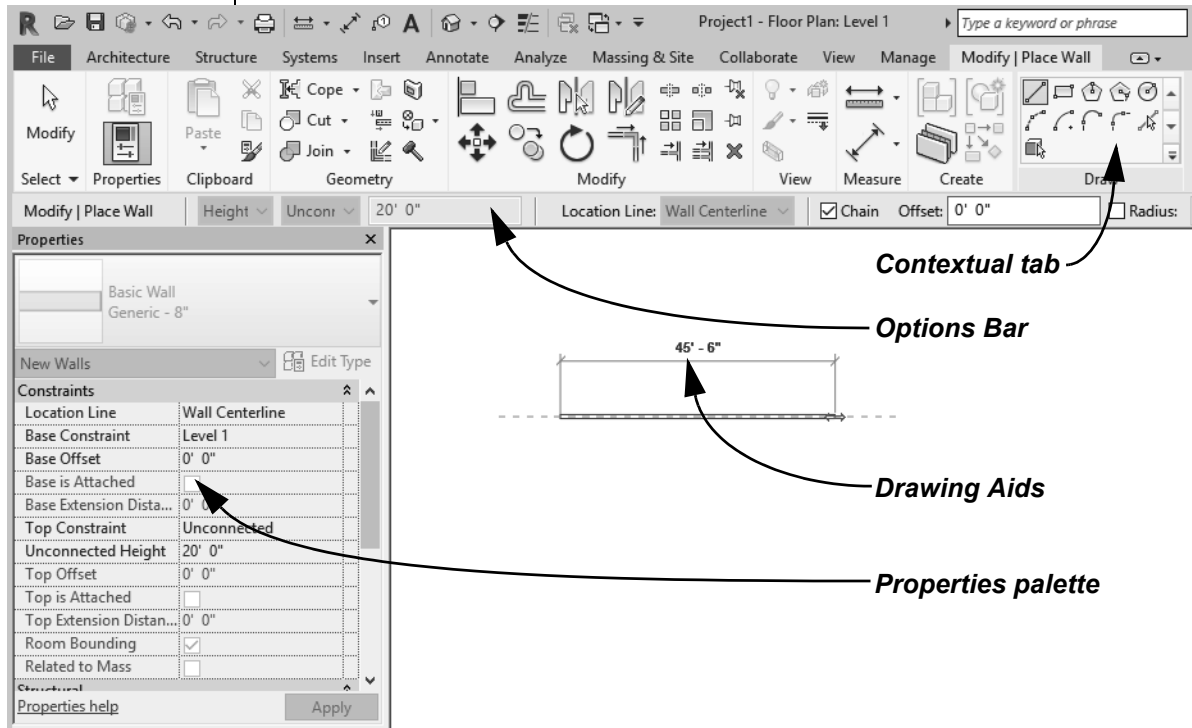 R A Project1 - Floor Plan: Level 1 Type a keyword or phrase
File Architecture Structure Systems Insert Annotate Analyze Massing & Site Collaborate View Manage Modify | Place Wall
Modify Paste Cope Cut Join
Select Properties Clipboard Geometry Modify View Measure Create
Modify | Place Wall Height 20' 0" Location Line: Wall Centerline Chain Offset: 0' 0" Radius:
Properties
Basic Wall
Generic - 8"
New Walls Edit Type
Constraints
Location Line Wall Centerline
Base Constraint Level 1
Base Offset 0' 0"
Base is Attached
Base Extension Dista... 0'
Top Constraint Unconnected
Unconnected Height 20' 0"
Top Offset 0' 0"
Top is Attached
Top Extension Distan... 0' 0"
Room Bounding
Related to Mass
Structural
Properties help Apply
Contextual tab
Options Bar
45' - 6"
Drawing Aids
Properties palette